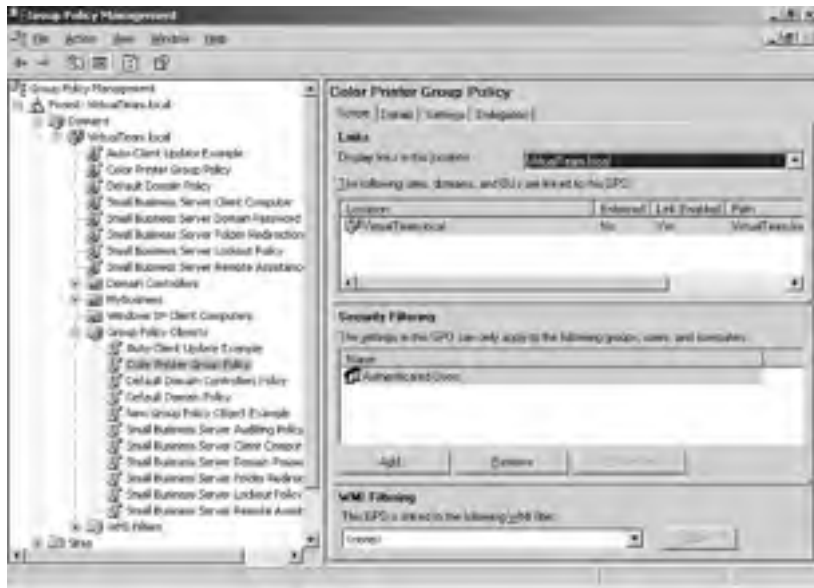 Group Policy Management
File Action View Window Help
Group Policy Management
Forest: VirtualTeam.local
Domains
VirtualTeam.local
Auto-Client Update Example
Color Printer Group Policy
Default Domain Policy
Small Business Server Client Computer
Small Business Server Domain Password
Small Business Server Folder Redirection
Small Business Server Lockout Policy
Small Business Server Remote Assistanc
Domain Controllers
MyBusiness
Windows XP Client Computers
Group Policy Objects
Auto-Client Update Example
Color Printer Group Policy
Default Domain Controllers Policy
Default Domain Policy
New Group Policy Object Example
Small Business Server Auditing Policy
Small Business Server Client Comput
Small Business Server Domain Passw
Small Business Server Folder Redirec
Small Business Server Lockout Policy
Small Business Server Remote Assist
WMI Filters
Sites
Color Printer Group Policy
Scope Details Settings Delegation
Links
Display links in this location:
VirtualTeam.local
The following sites, domains, and OUs are linked to this GPO:
Location Enforced Link Enabled Path
VirtualTeam.local No Yes VirtualTeam.loc
Security Filtering
The settings in this GPO can only apply to the following groups, users, and computers:
Name
Authenticated Users
Add... Remove
WMI Filtering
This GPO is linked to the following WMI filter:
<none>